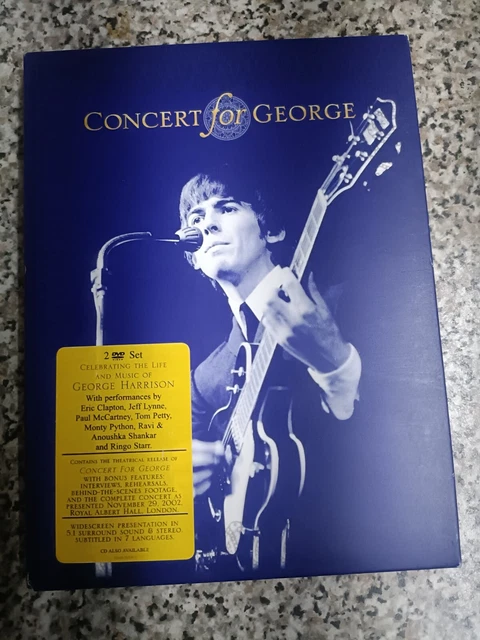 CONCERT for GEORGE
2 DVD Set
CELEBRATING THE LIFE
AND MUSIC OF
GEORGE HARRISON
With performances by
Eric Clapton, Jeff Lynne,
Paul McCartney, Tom Petty,
Monty Python, Ravi &
Anoushka Shankar
and Ringo Starr.
CONTAINS THE THEATRICAL RELEASE OF
CONCERT FOR GEORGE
WITH BONUS FEATURES:
INTERVIEWS, REHEARSALS,
BEHIND-THE-SCENES FOOTAGE,
AND THE COMPLETE CONCERT AS
PRESENTED NOVEMBER 29, 2002,
ROYAL ALBERT HALL, LONDON.
WIDESCREEN PRESENTATION IN
5.1 SURROUND SOUND & STEREO.
SUBTITLED IN 7 LANGUAGES.
CD ALSO AVAILABLE